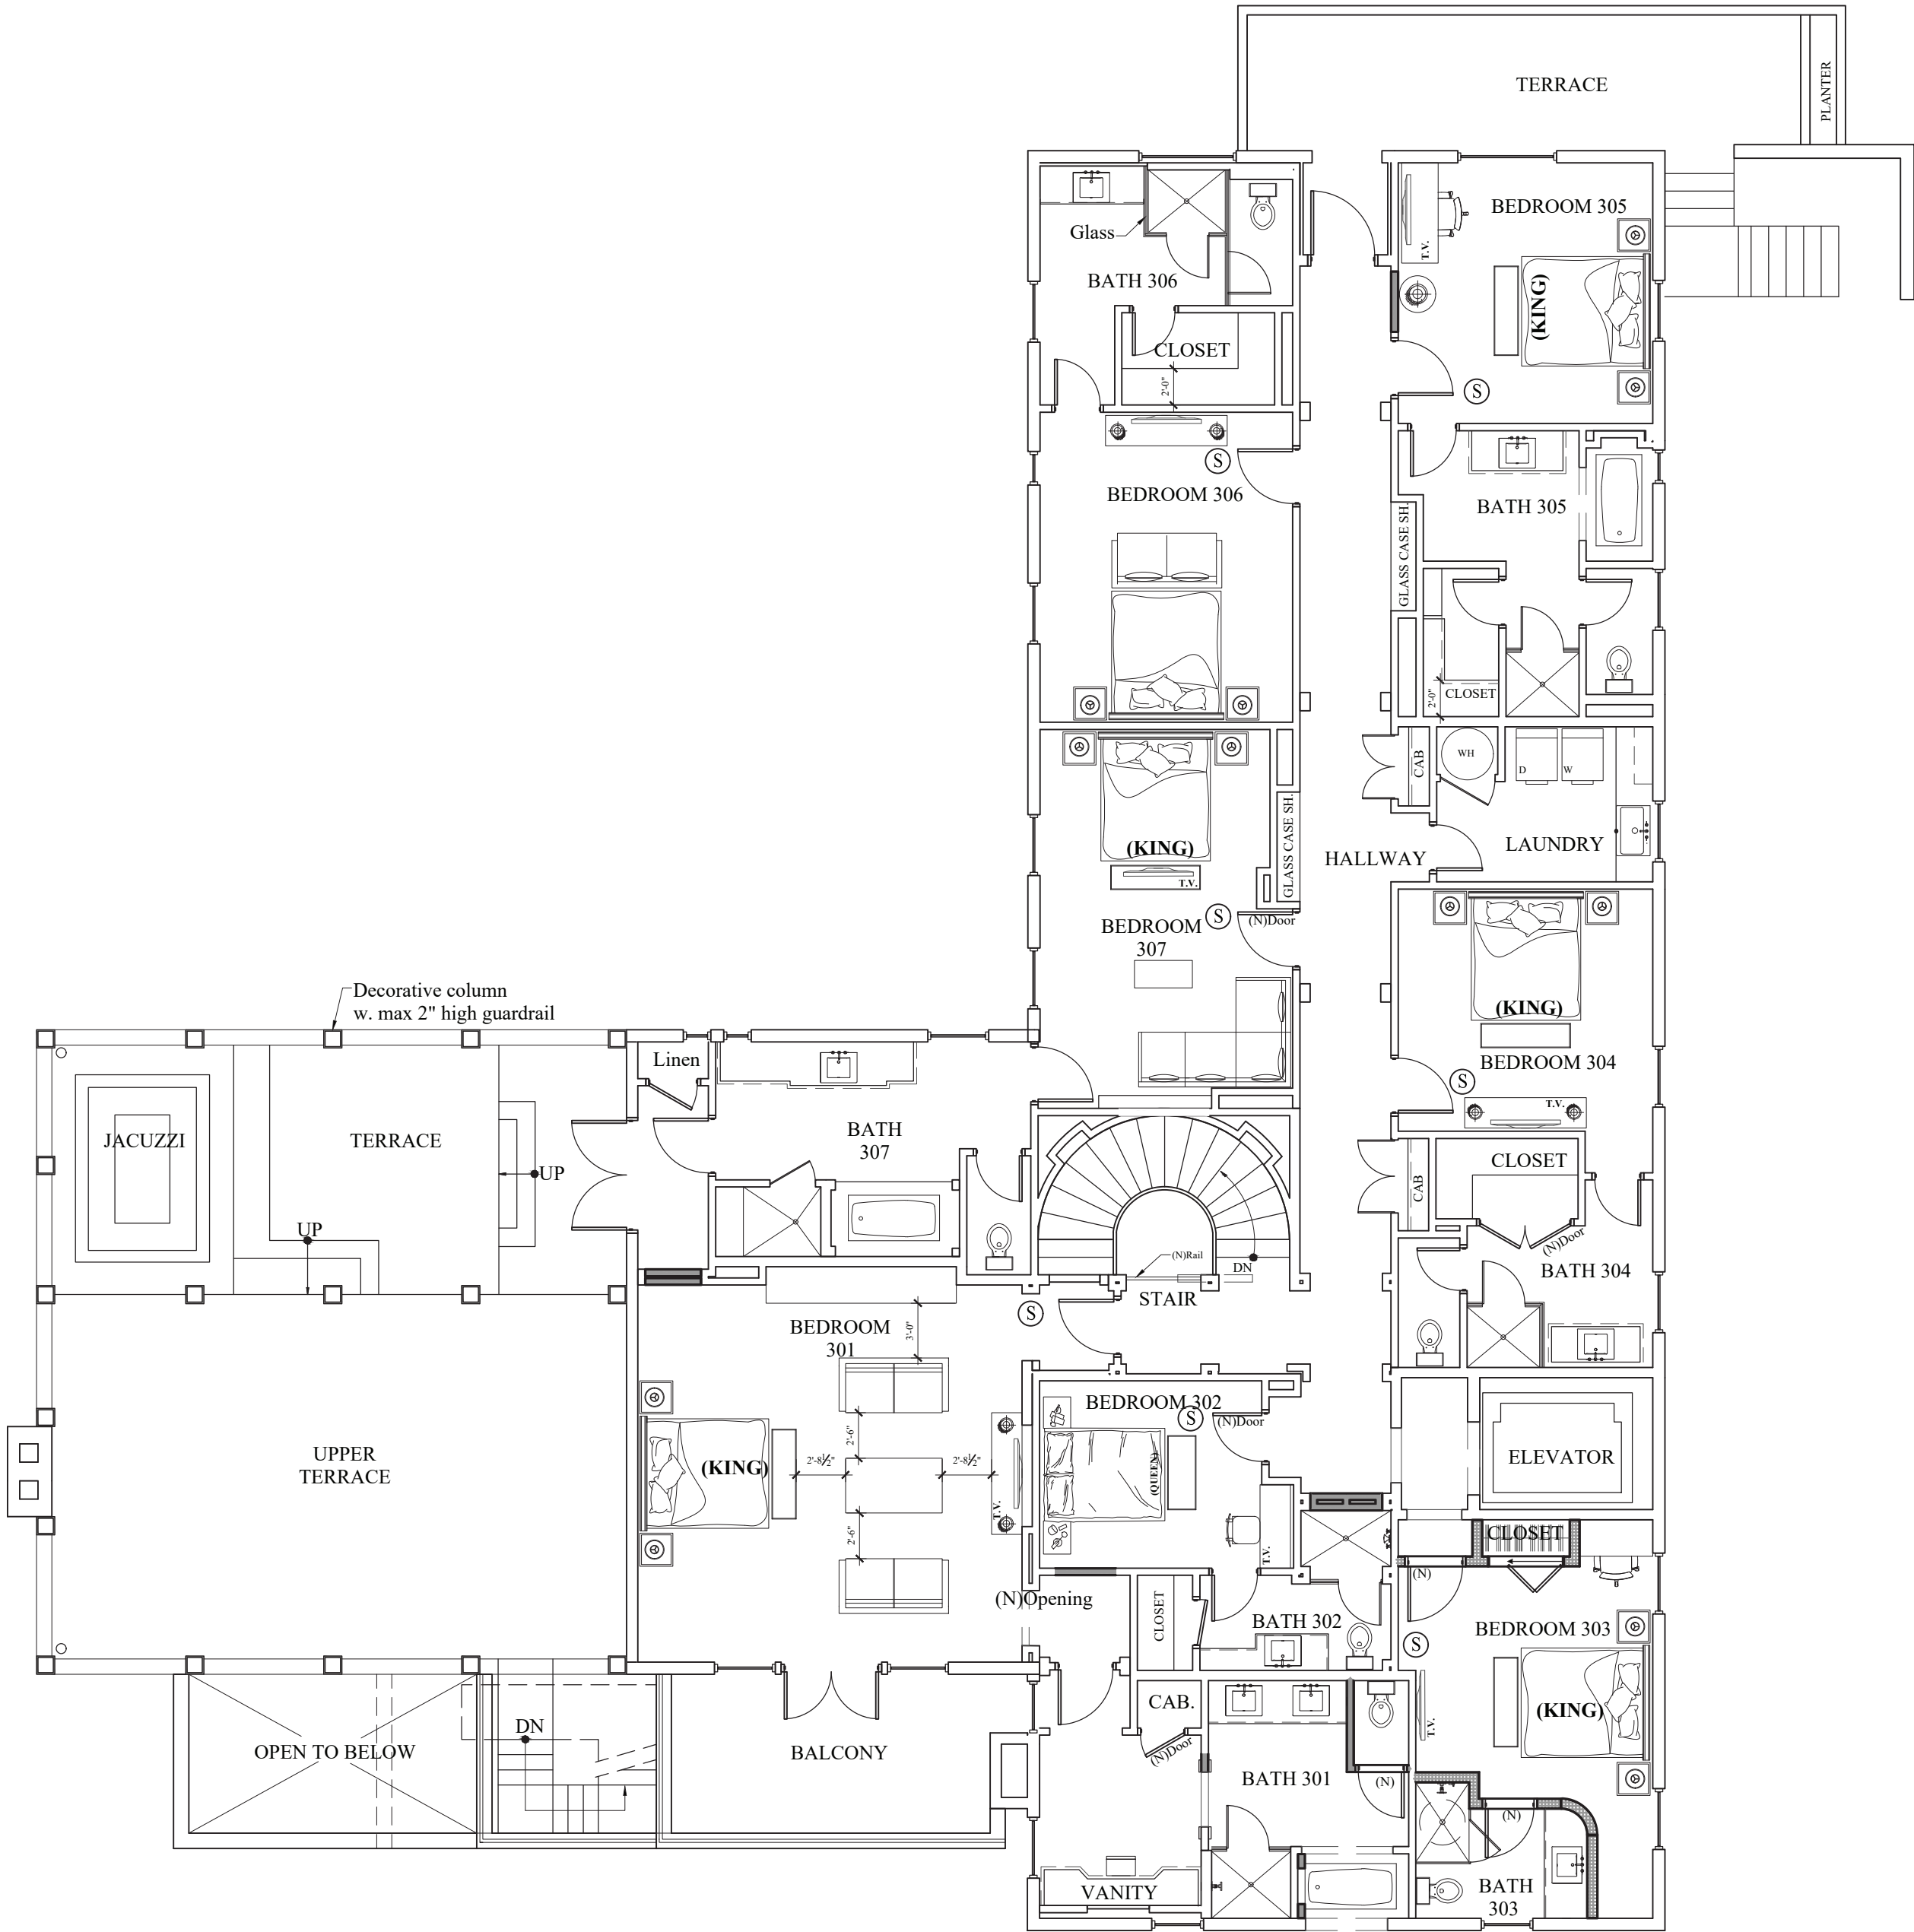 TERRACE
PLANTER
BEDROOM 305
T.V.
(KING)
S
Glass
BATH 306
CLOSET
2'-0"
S
BEDROOM 306
BATH 305
GLASS CASE SH.
CLOSET
2'-0"
CAB
WH
D
W
LAUNDRY
HALLWAY
(KING)
T.V.
GLASS CASE SH.
S
(N)Door
BEDROOM
307
(KING)
BEDROOM 304
S
T.V.
Decorative column
w. max 2" high guardrail
Linen
JACUZZI
TERRACE
UP
UP
BATH
307
CLOSET
CAB
(N)Door
BATH 304
(N)Rail
DN
STAIR
S
BEDROOM
301
3'-0"
2'-6"
(KING)
2'-8½"
2'-8½"
2'-6"
T.V.
UPPER
TERRACE
BEDROOM 302
S
(N)Door
(QUEEN)
T.V.
ELEVATOR
CLOSET
(N)
(N)Opening
CLOSET
BATH 302
S
BEDROOM 303
(KING)
T.V.
CAB.
(N)Door
BATH 301
(N)
(N)
DN
OPEN TO BELOW
BALCONY
VANITY
BATH
303